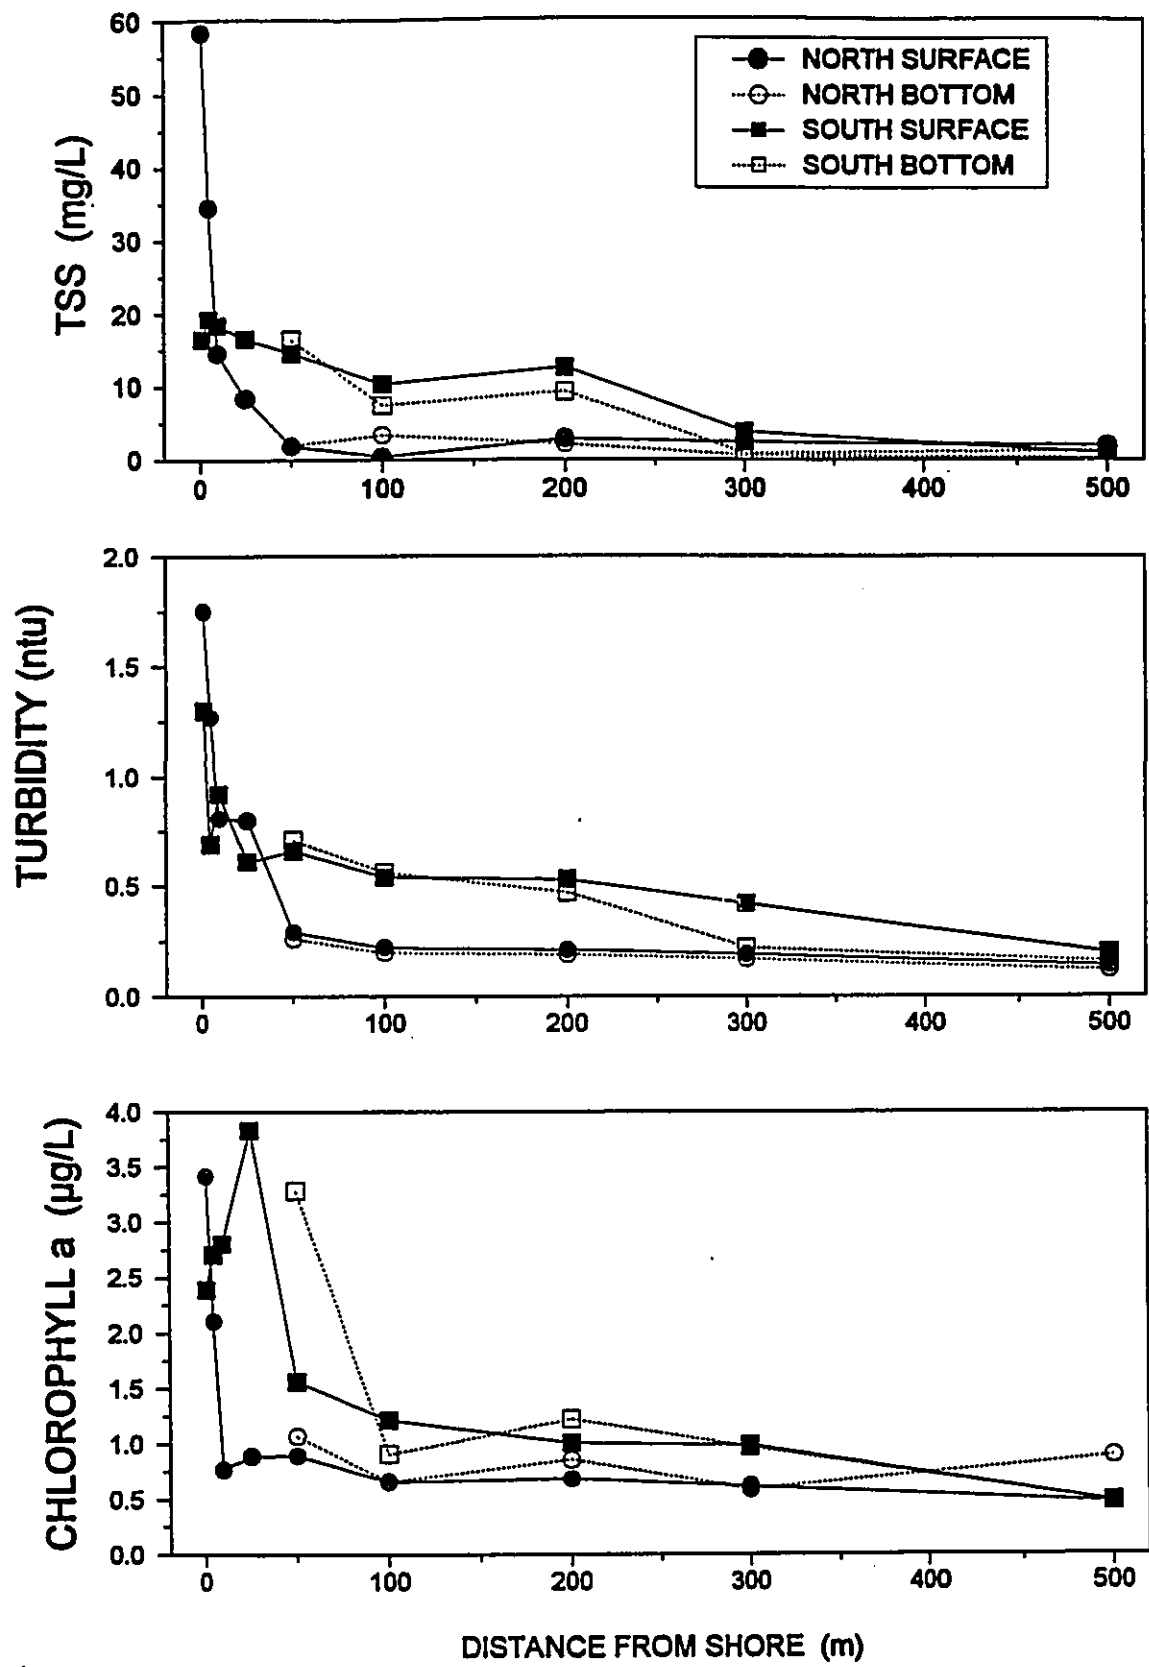 60
50
40
30
20
10
0
TSS (mg/L)
NORTH SURFACE
NORTH BOTTOM
SOUTH SURFACE
SOUTH BOTTOM
0 100 200 300 400 500
2.0
1.5
1.0
0.5
0.0
TURBIDITY (ntu)
0 100 200 300 400 500
4.0
3.5
3.0
2.5
2.0
1.5
1.0
0.5
0.0
CHLOROPHYLL a (µg/L)
0 100 200 300 400 500
DISTANCE FROM SHORE (m)